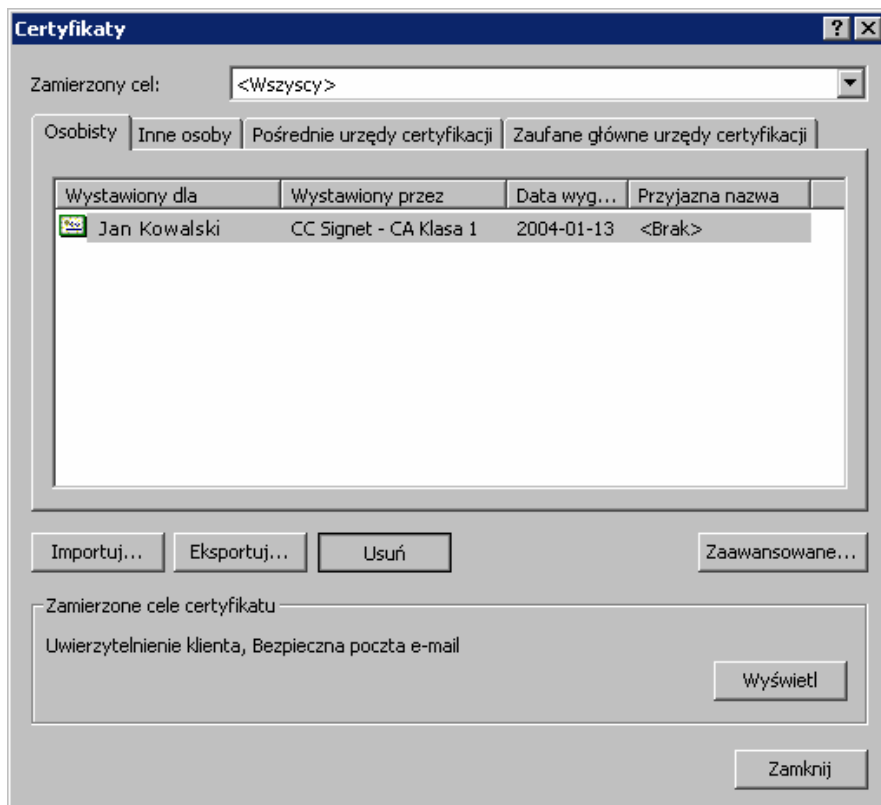 Certyfikaty
Zamierzony cel: <Wszyscy>
Osobisty Inne osoby Pośrednie urzędy certyfikacji Zaufane główne urzędy certyfikacji
Wystawiony dla Wystawiony przez Data wyg... Przyjazna nazwa
Jan Kowalski CC Signet - CA Klasa 1 2004-01-13 <Brak>
Importuj... Eksportuj... Usuń Zaawansowane...
Zamierzone cele certyfikatu
Uwierzytelnienie klienta, Bezpieczna poczta e-mail
Wyświetl
Zamknij